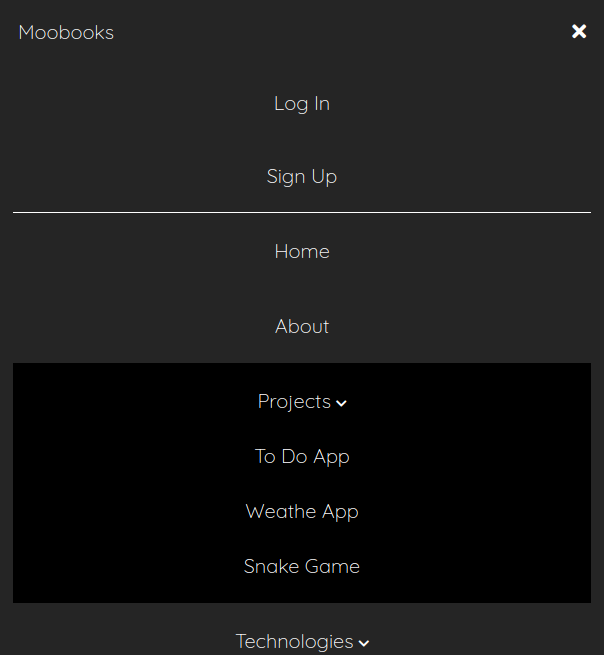 Moobooks
Log In
Sign Up
Home
About
Projects
To Do App
Weathe App
Snake Game
Technologies